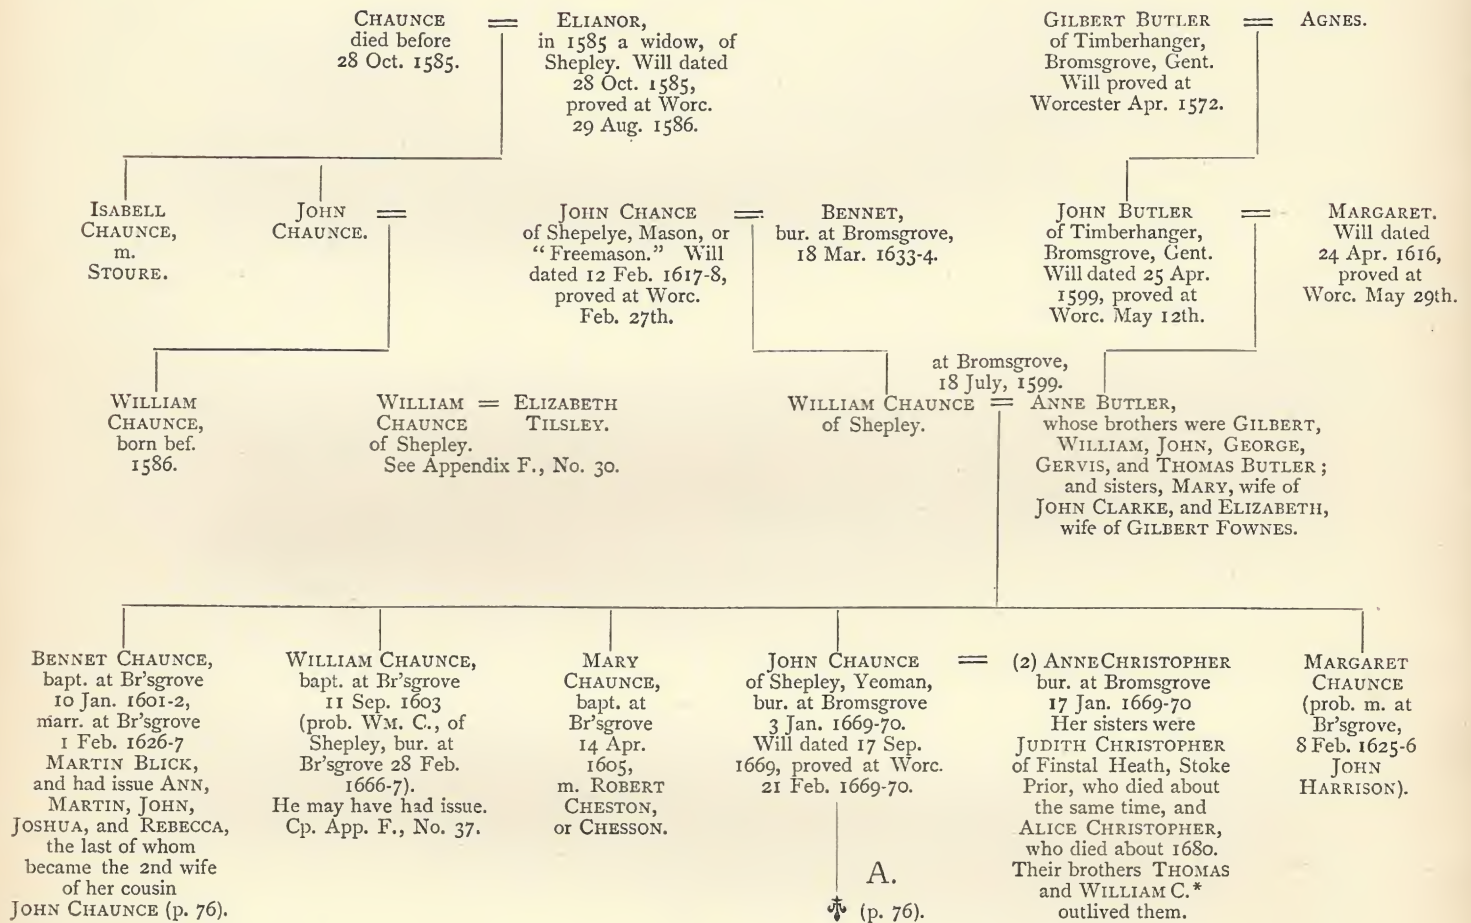 CHAUNCE
died before
28 Oct. 1585.
=
ELIANOR,
in 1585 a widow, of
Shepley. Will dated
28 Oct. 1585,
proved at Worc.
29 Aug. 1586.
GILBERT BUTLER
of Timberhanger,
Bromsgrove, Gent.
Will proved at
Worcester Apr. 1572.
=
AGNES.
ISABELL
CHAUNCE,
m.
STOURE.
JOHN
CHAUNCE.
=
JOHN CHANCE
of Shepelye, Mason, or
"Freemason." Will
dated 12 Feb. 1617-8,
proved at Worc.
Feb. 27th.
=
BENNET,
bur. at Bromsgrove,
18 Mar. 1633-4.
JOHN BUTLER
of Timberhanger,
Bromsgrove, Gent.
Will dated 25 Apr.
1599, proved at
Worc. May 12th.
=
MARGARET.
Will dated
24 Apr. 1616,
proved at
Worc. May 29th.
WILLIAM
CHAUNCE,
born bef.
1586.
WILLIAM = ELIZABETH
CHAUNCE TILSLEY.
of Shepley.
See Appendix F., No. 30.
at Bromsgrove,
18 July, 1599.
WILLIAM CHAUNCE
of Shepley.
=
ANNE BUTLER,
whose brothers were GILBERT,
WILLIAM, JOHN, GEORGE,
GERVIS, and THOMAS BUTLER;
and sisters, MARY, wife of
JOHN CLARKE, and ELIZABETH,
wife of GILBERT FOWNES.
BENNET CHAUNCE,
bapt. at Br'sgrove
10 Jan. 1601-2,
marr. at Br'sgrove
1 Feb. 1626-7
MARTIN BLICK,
and had issue ANN,
MARTIN, JOHN,
JOSHUA, and REBECCA,
the last of whom
became the 2nd wife
of her cousin
JOHN CHAUNCE (p. 76).
WILLIAM CHAUNCE,
bapt. at Br'sgrove
11 Sep. 1603
(prob. WM. C., of
Shepley, bur. at
Br'sgrove 28 Feb.
1666-7).
He may have had issue.
Cp. App. F., No. 37.
MARY
CHAUNCE,
bapt. at
Br'sgrove
14 Apr.
1605,
m. ROBERT
CHESTON,
or CHESSON.
JOHN CHAUNCE
of Shepley, Yeoman,
bur. at Bromsgrove
3 Jan. 1669-70.
Will dated 17 Sep.
1669, proved at Worc.
21 Feb. 1669-70.
A.
(p. 76).
=
(2) ANNE CHRISTOPHER
bur. at Bromsgrove
17 Jan. 1669-70
Her sisters were
JUDITH CHRISTOPHER
of Finstal Heath, Stoke
Prior, who died about
the same time, and
ALICE CHRISTOPHER,
who died about 1680.
Their brothers THOMAS
and WILLIAM C.*
outlived them.
MARGARET
CHAUNCE
(prob. m. at
Br'sgrove,
8 Feb. 1625-6
JOHN
HARRISON).